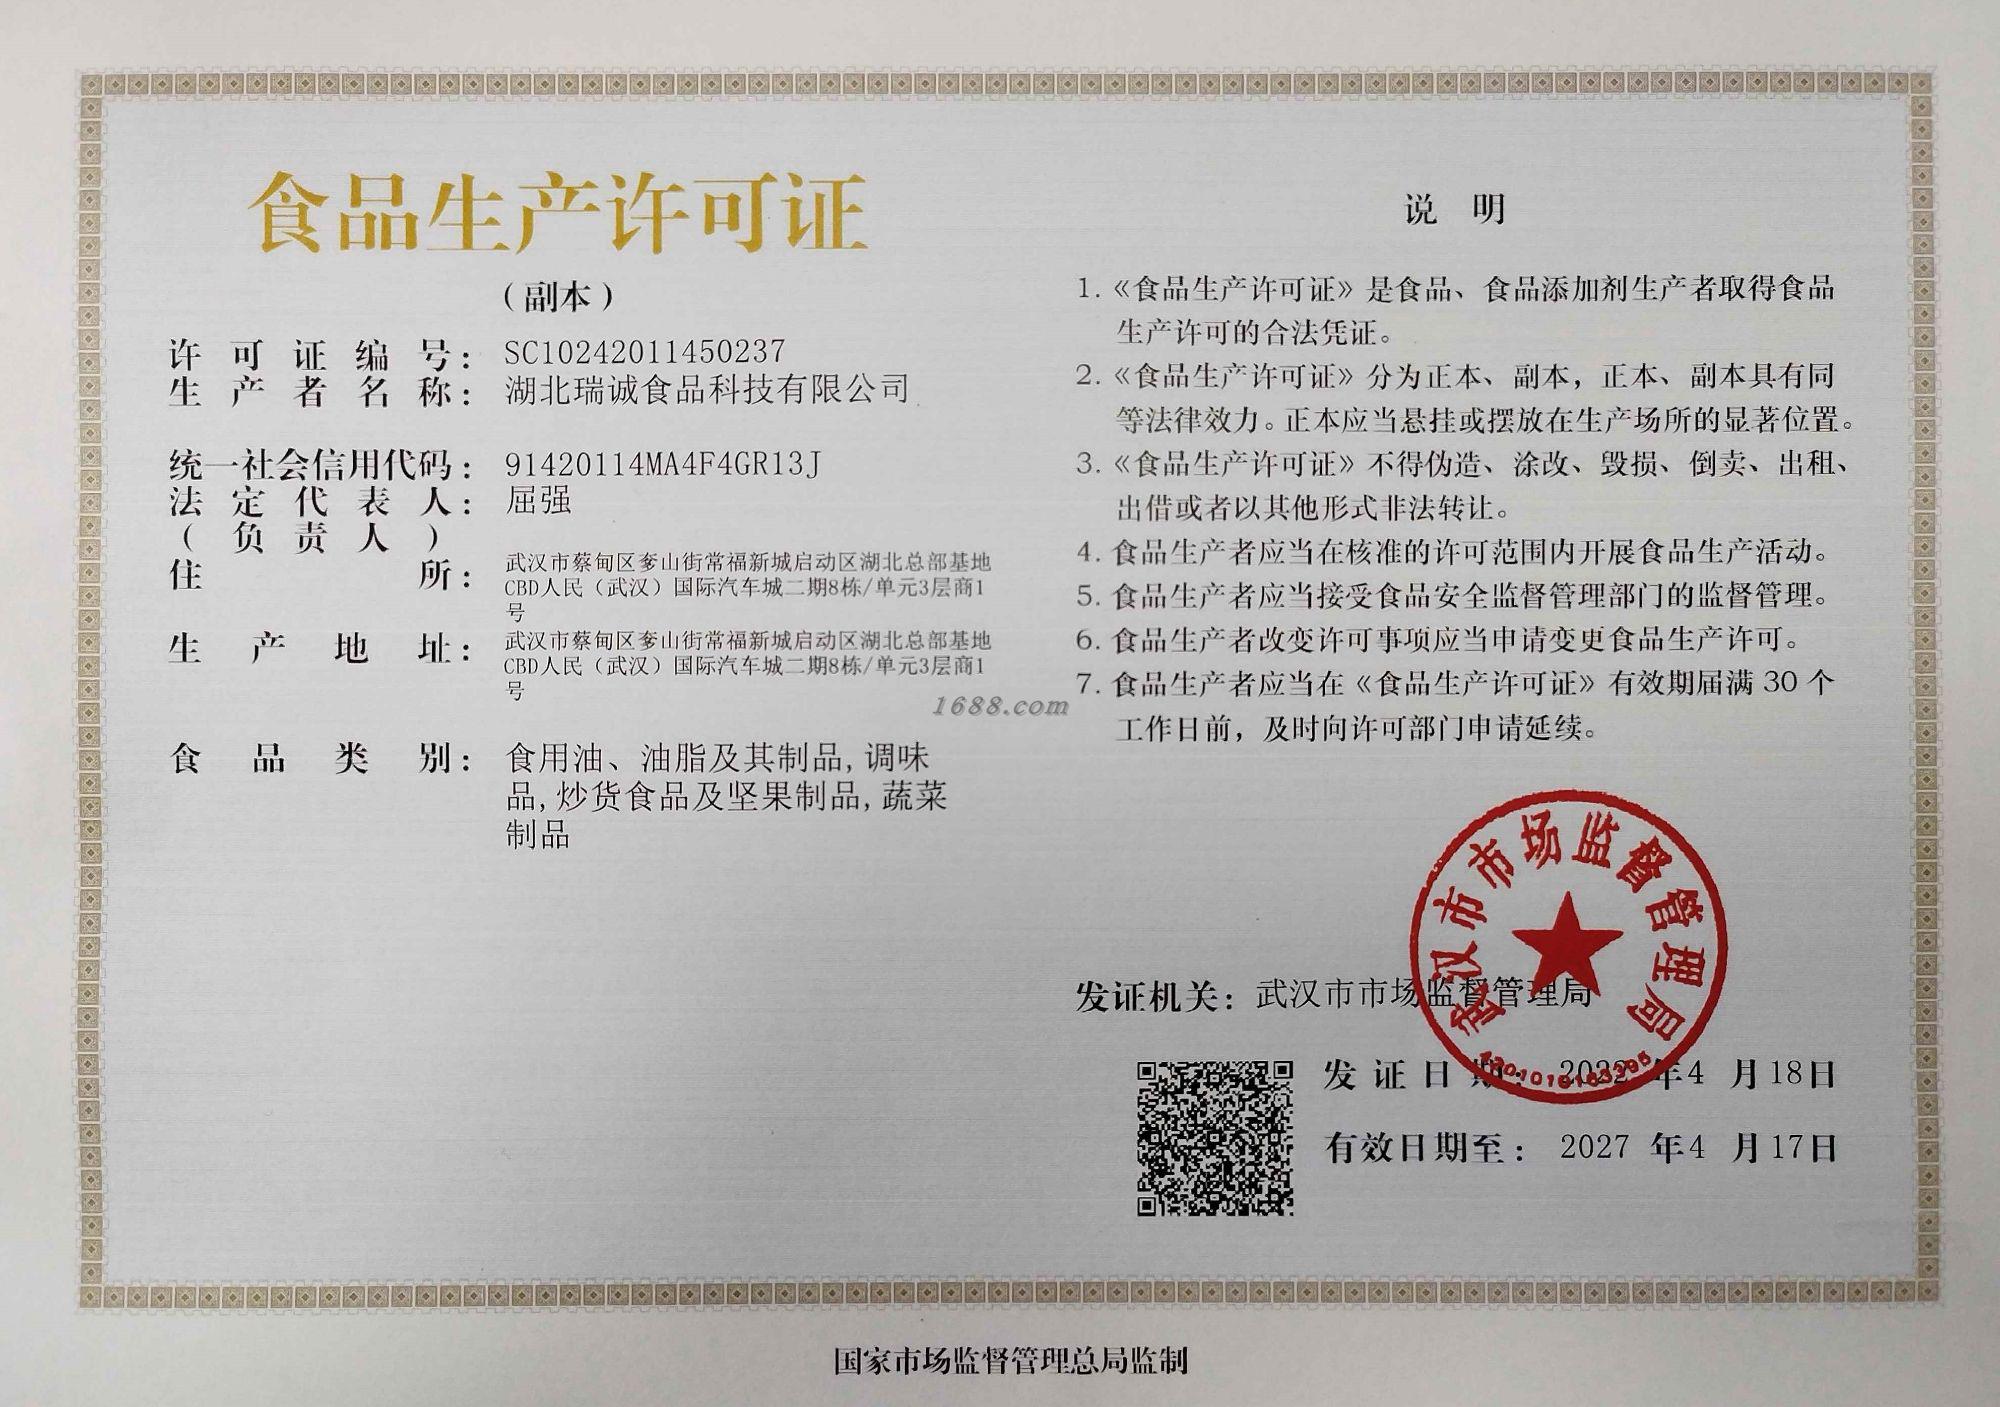 食品生产许可证
（副本）
许可证编号：SC10242011450237
生产者名称：湖北瑞诚食品科技有限公司
统一社会信用代码：91420114MA4F4GR13J
法定代表人：屈强
（负责人）
住所：武汉市蔡甸区奓山街常福新城启动区湖北总部基地
CBD人民（武汉）国际汽车城二期8栋/单元3层商1
号
生产地址：武汉市蔡甸区奓山街常福新城启动区湖北总部基地
CBD人民（武汉）国际汽车城二期8栋/单元3层商1
号
1688.com
食品类别：食用油、油脂及其制品,调味
品,炒货食品及坚果制品,蔬菜
制品
说明
1.《食品生产许可证》是食品、食品添加剂生产者取得食品
生产许可的合法凭证。
2.《食品生产许可证》分为正本、副本，正本、副本具有同
等法律效力。正本应当悬挂或摆放在生产场所的显著位置。
3.《食品生产许可证》不得伪造、涂改、毁损、倒卖、出租、
出借或者以其他形式非法转让。
4.食品生产者应当在核准的许可范围内开展食品生产活动。
5.食品生产者应当接受食品安全监督管理部门的监督管理。
6.食品生产者改变许可事项应当申请变更食品生产许可。
7.食品生产者应当在《食品生产许可证》有效期届满30个
工作日前，及时向许可部门申请延续。
武汉市市场监督管理局
发证机关：武汉市市场监督管理局
发证日期：2022年4月18日
有效日期至：2027年4月17日
国家市场监督管理总局监制